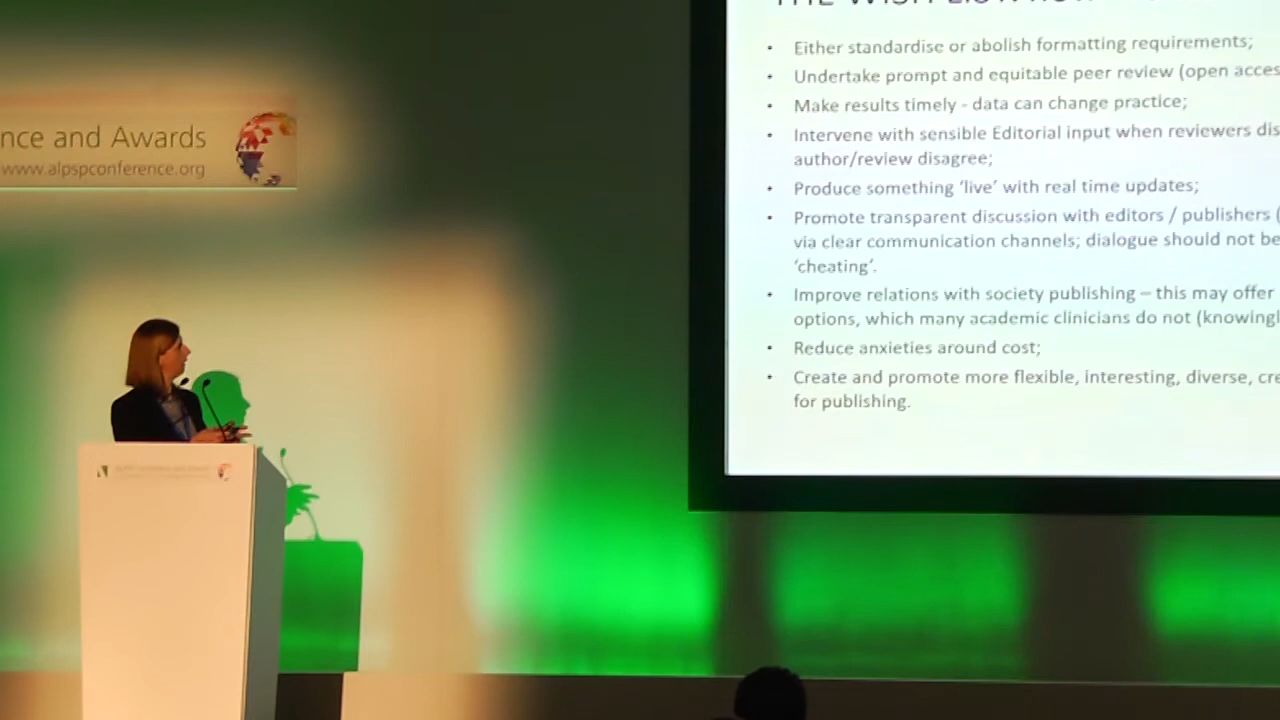 nce and Awards
www.alpspconference.org
THE WISH LIST:
• Either standardise or abolish formatting requirements;
• Undertake prompt and equitable peer review (open acces
• Make results timely - data can change practice;
• Intervene with sensible Editorial input when reviewers dis
author/review disagree;
• Produce something ‘live’ with real time updates;
• Promote transparent discussion with editors / publishers (
via clear communication channels; dialogue should not be
‘cheating’.
• Improve relations with society publishing – this may offer
options, which many academic clinicians do not (knowingl
• Reduce anxieties around cost;
• Create and promote more flexible, interesting, diverse, cre
for publishing.